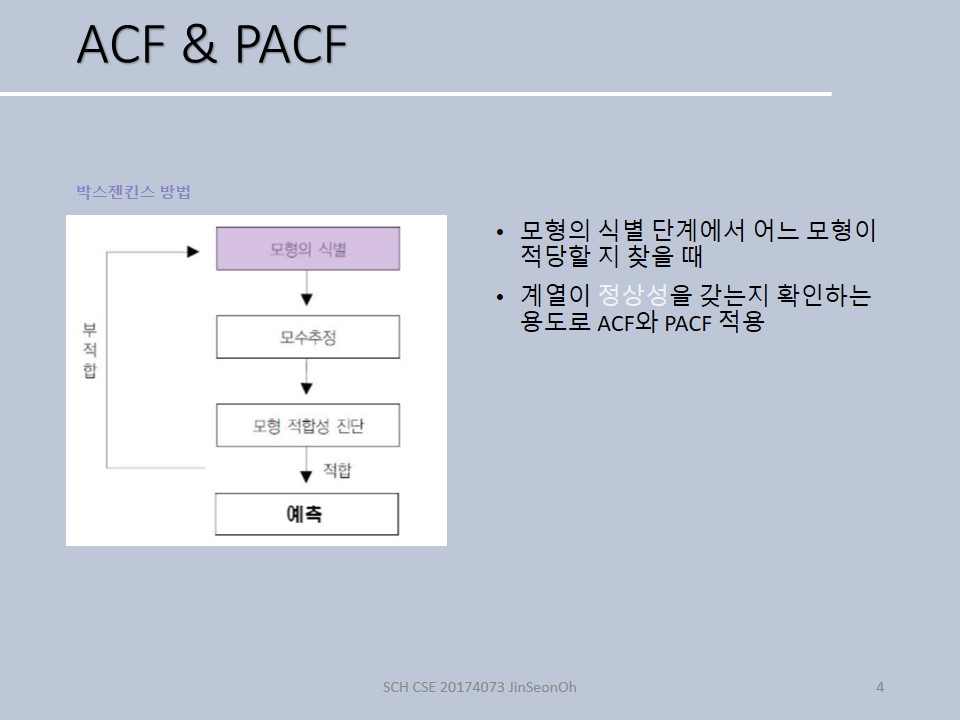 ACF & PACF
박스젠킨스 방법
모형의 식별
부
적
합
모수추정
모형 적합성 진단
적합
예측
• 모형의 식별 단계에서 어느 모형이
적당할 지 찾을 때
• 계열이 정상성을 갖는지 확인하는
용도로 ACF와 PACF 적용
SCH CSE 20174073 JinSeonOh
4